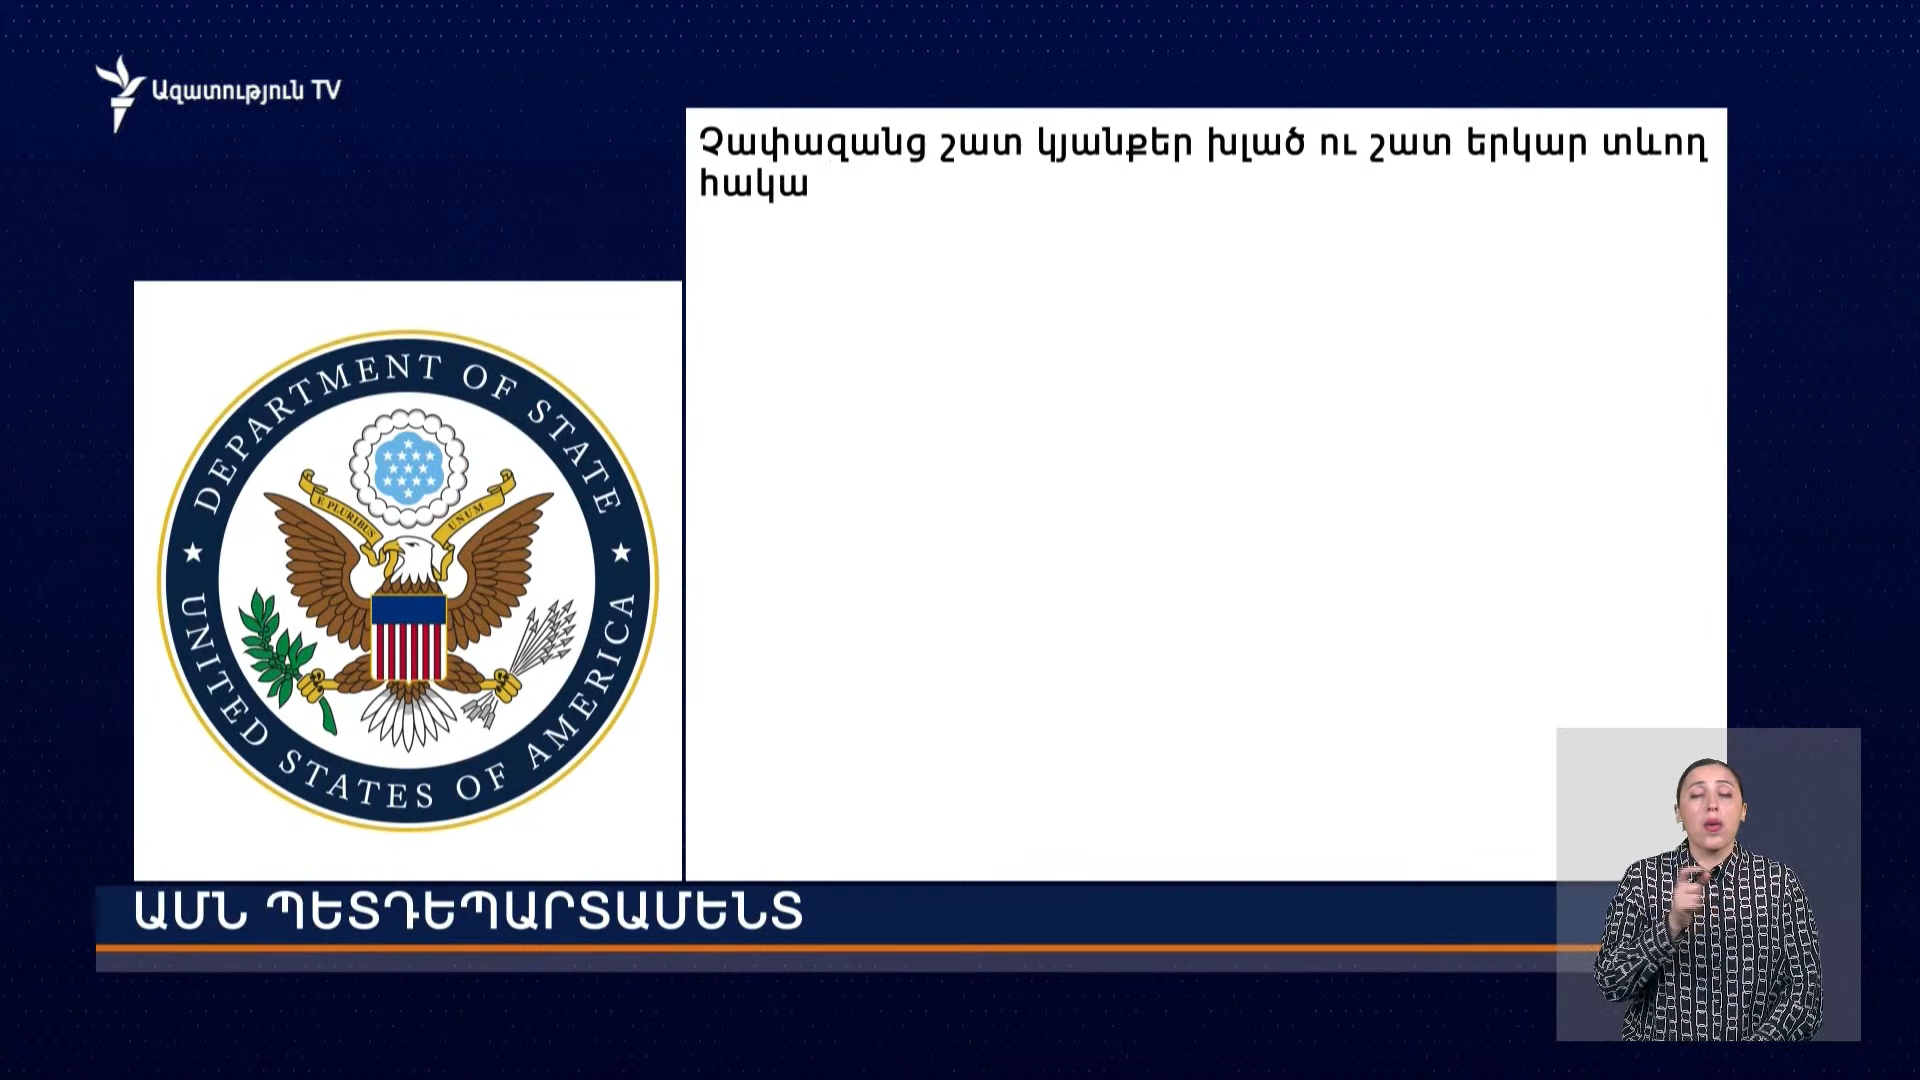 Ազատություն TV
Չափազանց շատ կյանքեր խլած ու շատ երկար տևող
հակա
DEPARTMENT OF STATE
E PLURIBUS UNUM
UNITED STATES OF AMERICA
ԱՄՆ ՊԵՏԴԵՊԱՐՏԱՄԵՆՏ